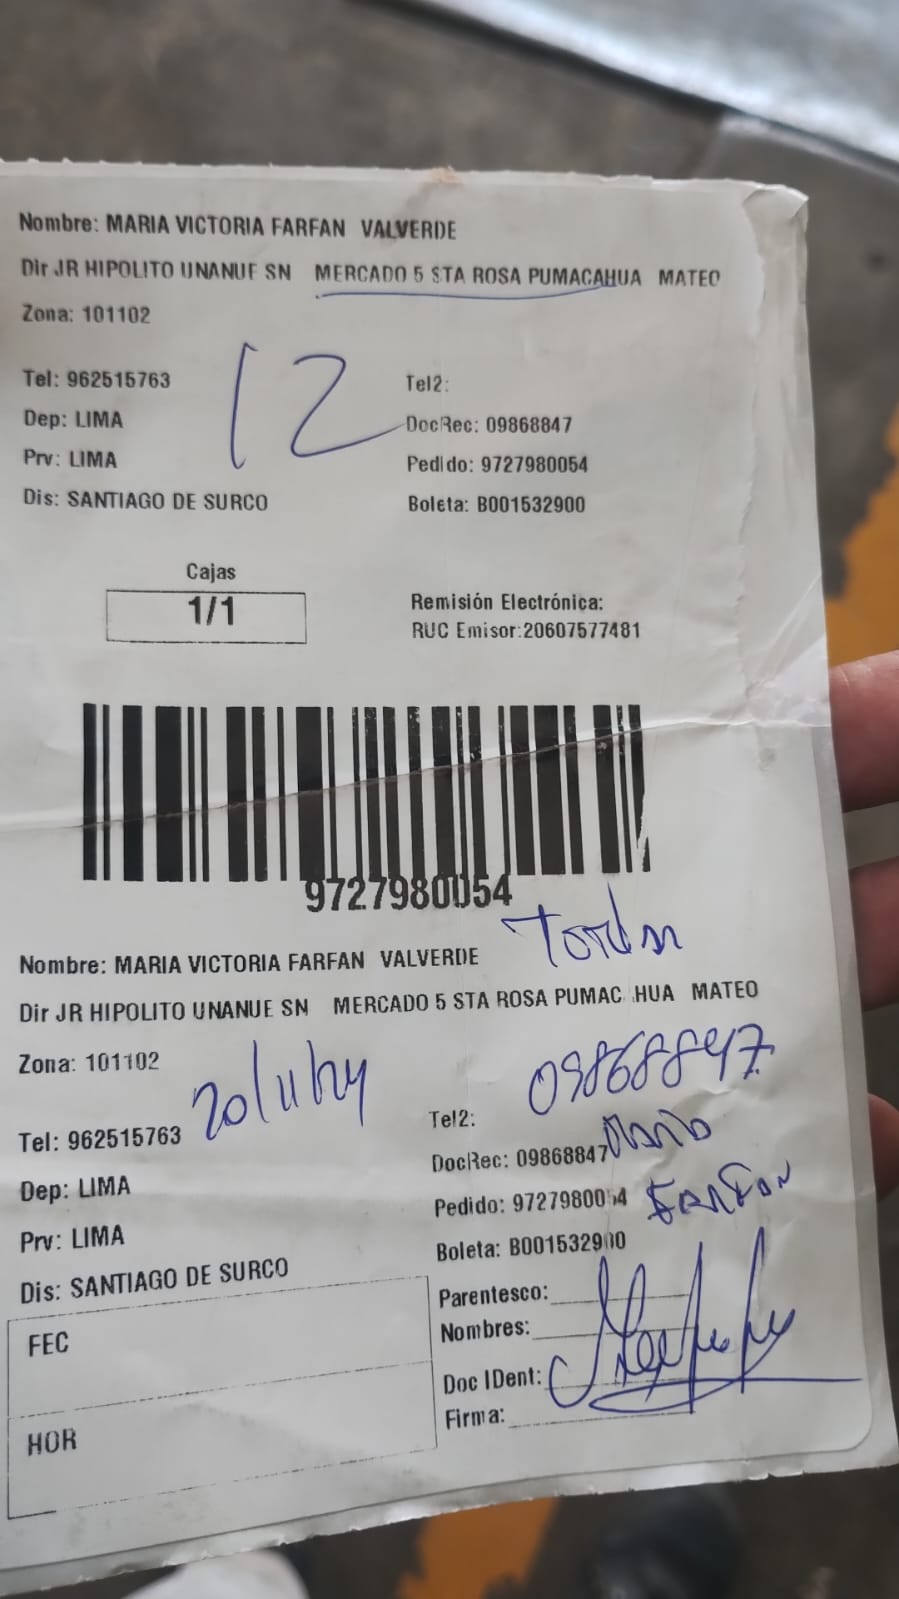 Nombre: MARIA VICTORIA FARFAN VALVERDE
Dir JR HIPOLITO UNANUE SN MERCADO 5 STA ROSA PUMACAHUA MATEO
Zona: 101102
12
Tel: 962515763 Tel2:
Dep: LIMA DocRec: 09868847
Prv: LIMA Pedido: 9727980054
Dis: SANTIAGO DE SURCO Boleta: B001532900
Cajas
1/1
Remisión Electrónica:
RUC Emisor:20607577481
9727980054
Nombre: MARIA VICTORIA FARFAN VALVERDE
Dir JR HIPOLITO UNANUE SN MERCADO 5 STA ROSA PUMAC HUA MATEO
Zona: 101102
09868847
Tel: 962515763 Tel2:
Dep: LIMA DocRec: 09868847 Maria
Prv: LIMA Pedido: 9727980054 FARFAN
Dis: SANTIAGO DE SURCO Boleta: B001532900
FEC
HOR
Parentesco:
Nombres:
Doc IDent:
Firma: